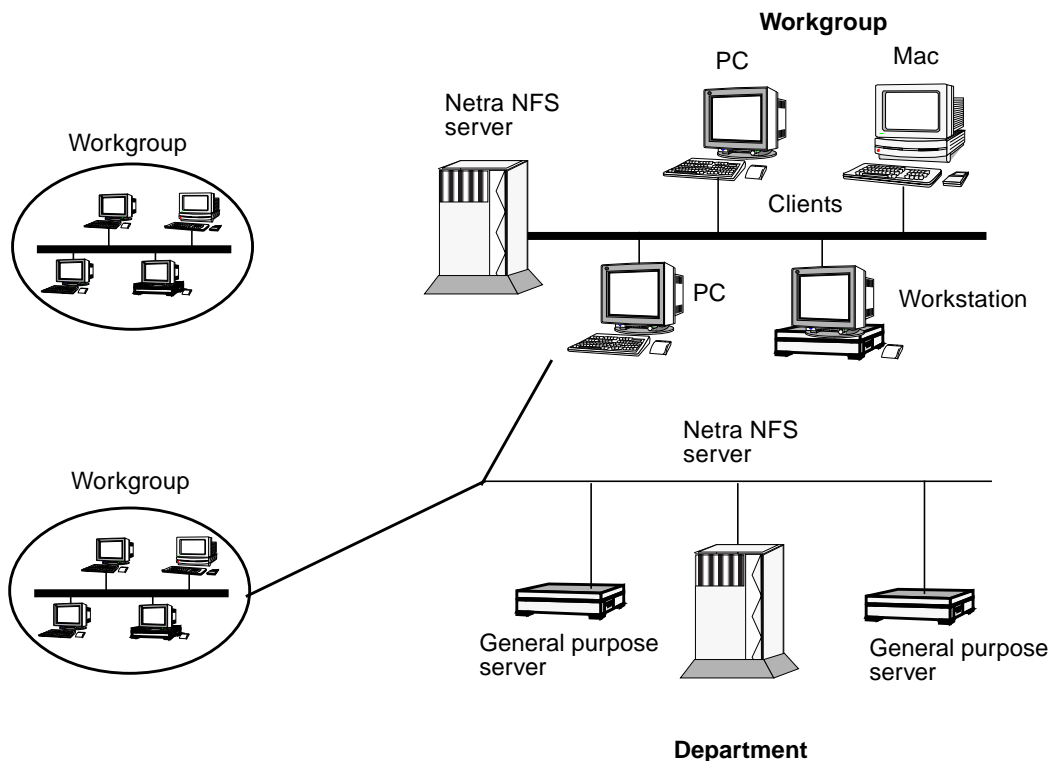 Workgroup
PC
Mac
Netra NFS
server
Workgroup
Clients
PC
Workstation
Netra NFS
server
Workgroup
General purpose
server
General purpose
server
Department